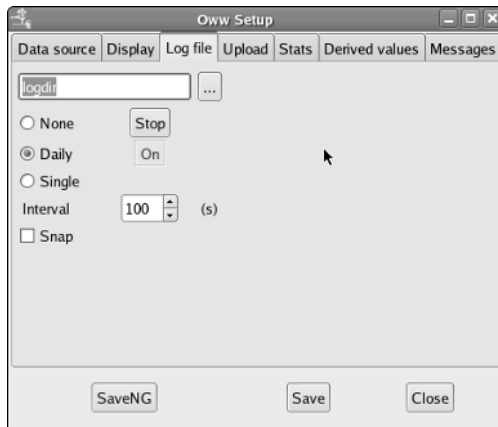 Oww Setup
Data source Display Log file Upload Stats Derived values Messages
logdir ...
None Stop
Daily On
Single
Interval 100 (s)
Snap
SaveNG Save Close